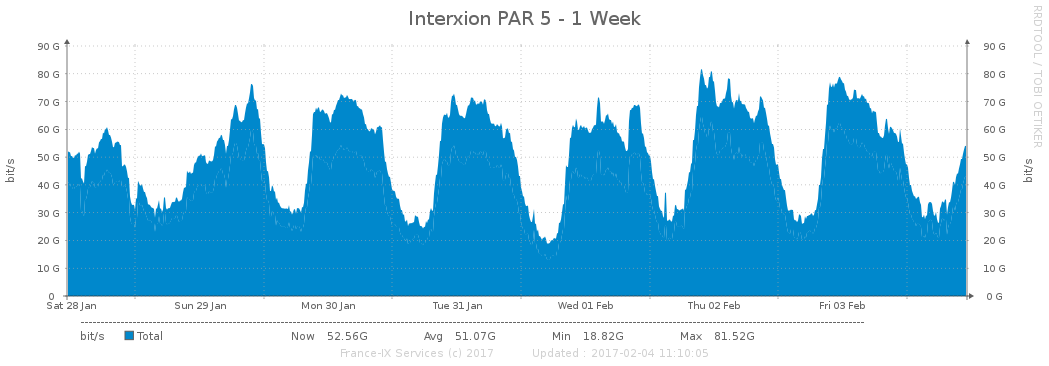 Interxion PAR 5 - 1 Week
RRDTOOL / TOBI OETIKER
90 G 90 G
80 G 80 G
70 G 70 G
60 G 60 G
50 G 50 G
40 G 40 G
30 G 30 G
20 G 20 G
10 G 10 G
0 0 G
bit/s
bit/s
Sat 28 Jan Sun 29 Jan Mon 30 Jan Tue 31 Jan Wed 01 Feb Thu 02 Feb Fri 03 Feb
bit/s Total Now 52.56G Avg 51.07G Min 18.82G Max 81.52G
France-IX Services (c) 2017 Updated : 2017-02-04 11:10:05